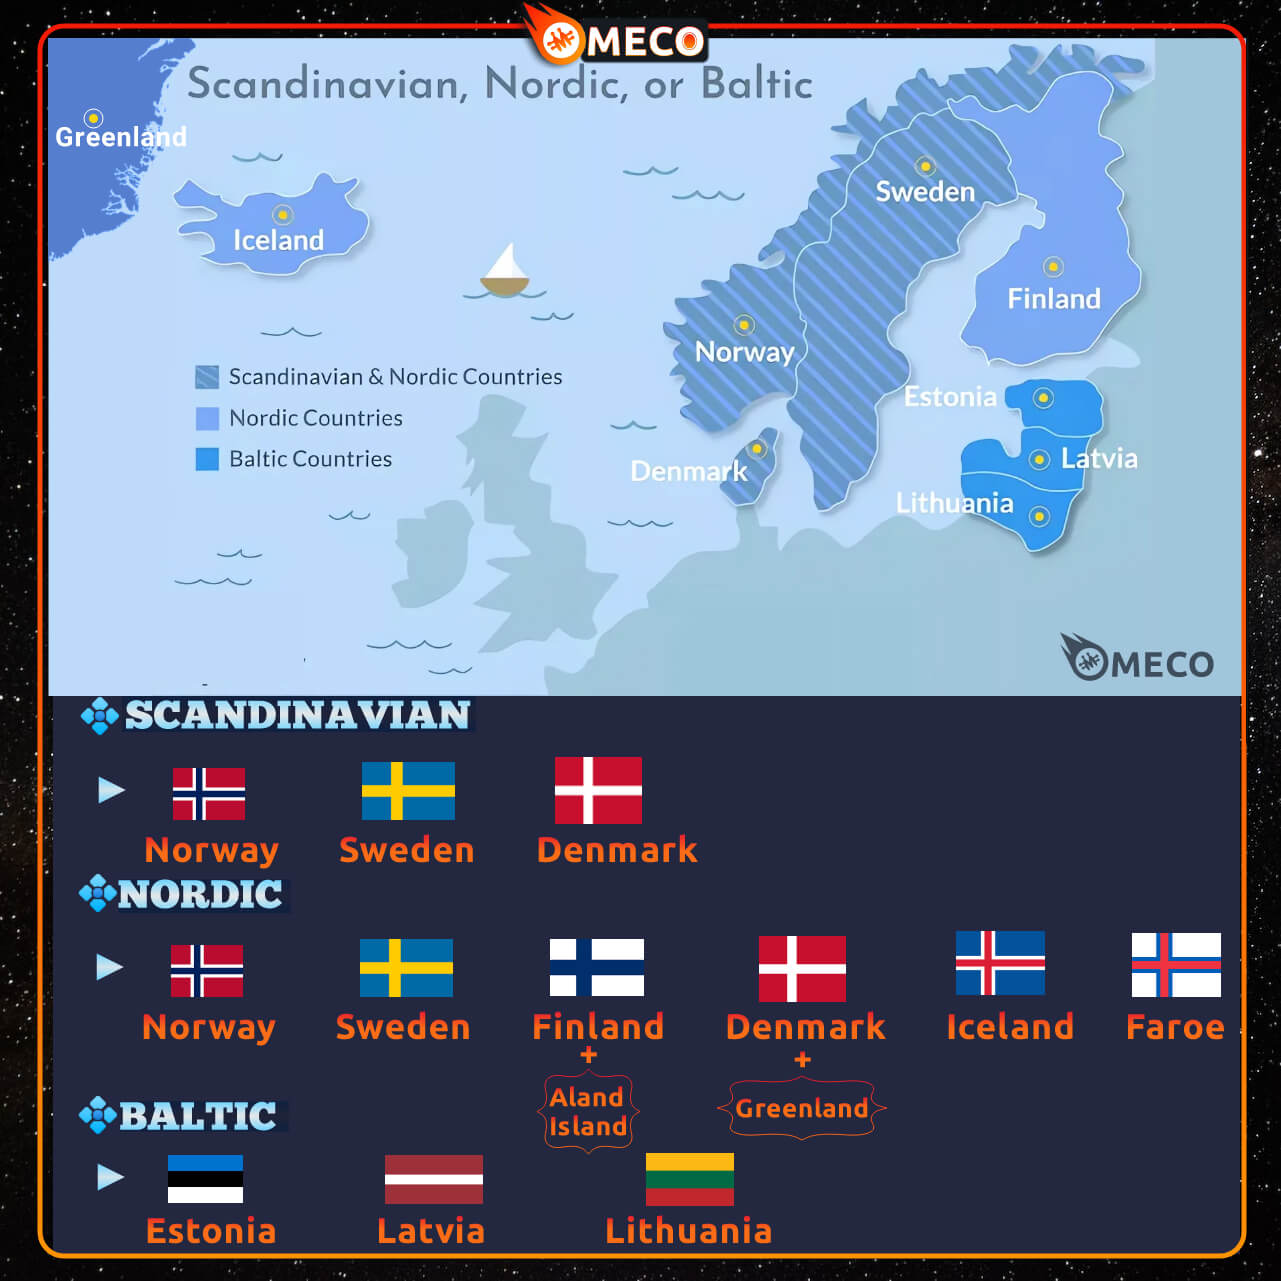 OMECO
Scandinavian, Nordic, or Baltic
Greenland
Iceland
Sweden
Finland
Norway
Scandinavian & Nordic Countries
Nordic Countries
Baltic Countries
Estonia
Latvia
Denmark
Lithuania
OMECO
SCANDINAVIAN
Norway Sweden Denmark
NORDIC
Norway Sweden Finland Denmark Iceland Faroe
+ +
Aland
Island
Greenland
BALTIC
Estonia Latvia Lithuania